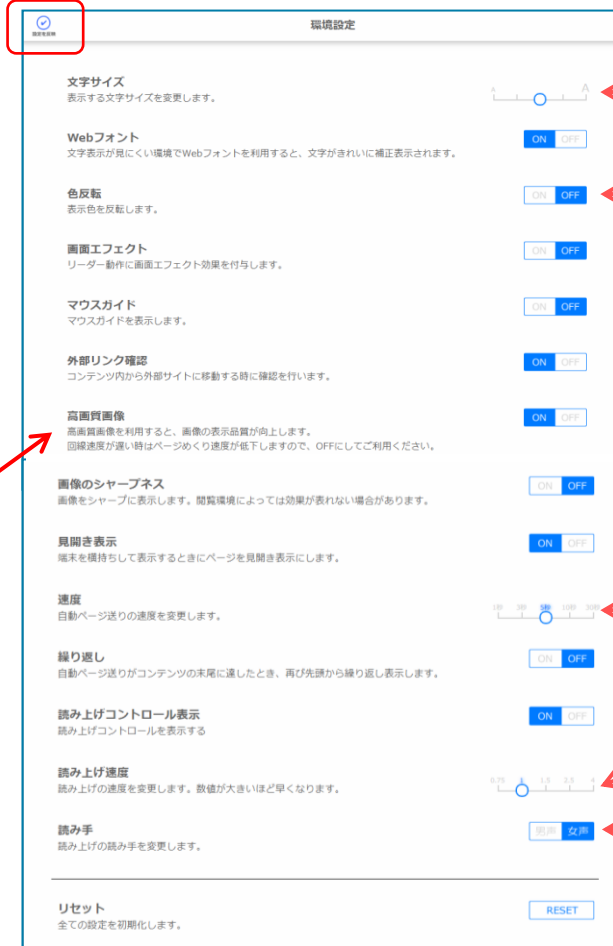 環境設定
設定を反映
文字サイズ
表示する文字サイズを変更します。
A A
Webフォント
文字表示が見にくい環境でWebフォントを利用すると、文字がきれいに補正表示されます。
ON OFF
色反転
表示色を反転します。
ON OFF
画面エフェクト
リーダー動作に画面エフェクト効果を付与します。
ON OFF
マウスガイド
マウスガイドを表示します。
ON OFF
外部リンク確認
コンテンツ内から外部サイトに移動する時に確認を行います。
ON OFF
高画質画像
高画質画像を利用すると、画像の表示品質が向上します。
回線速度が遅い時はページめくり速度が低下しますので、OFFにしてご利用ください。
ON OFF
画像のシャープネス
画像をシャープに表示します。閲覧環境によっては効果が表れない場合があります。
ON OFF
見開き表示
端末を横持ちして表示するときにページを見開き表示にします。
ON OFF
速度
自動ページ送りの速度を変更します。
1秒 3秒 5秒 10秒 30秒
繰り返し
自動ページ送りがコンテンツの末尾に達したとき、再び先頭から繰り返し表示します。
ON OFF
読み上げコントロール表示
読み上げコントロールを表示する
ON OFF
読み上げ速度
読み上げの速度を変更します。数値が大きいほど早くなります。
0.75 1 1.5 2.5 4
読み手
読み上げの読み手を変更します。
男声 女声
リセット
全ての設定を初期化します。
RESET